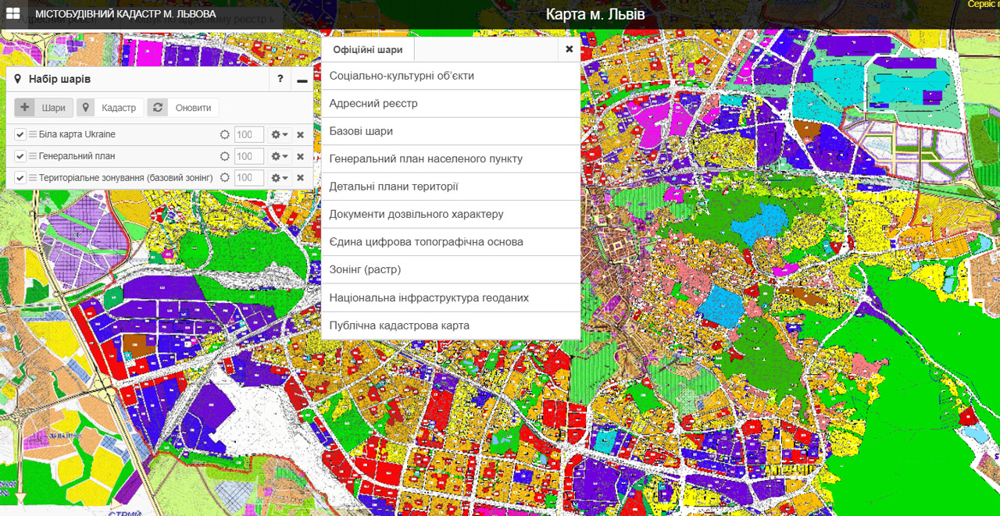 МІСТОБУДІВНИЙ КАДАСТР М. ЛЬВОВА
Карта м. Львів
Сервіс
Офіційні шари
Соціально-культурні об'єкти
Адресний реєстр
Базові шари
Генеральний план населеного пункту
Детальні плани території
Документи дозвільного характеру
Єдина цифрова топографічна основа
Зонінг (растр)
Національна інфраструктура геоданих
Публічна кадастрова карта
Набір шарів
?
Шари
Кадастр
Оновити
Біла карта Ukraine
100
Генеральний план
100
Територіальне зонування (базовий зонінг)
100
СТРИЙ